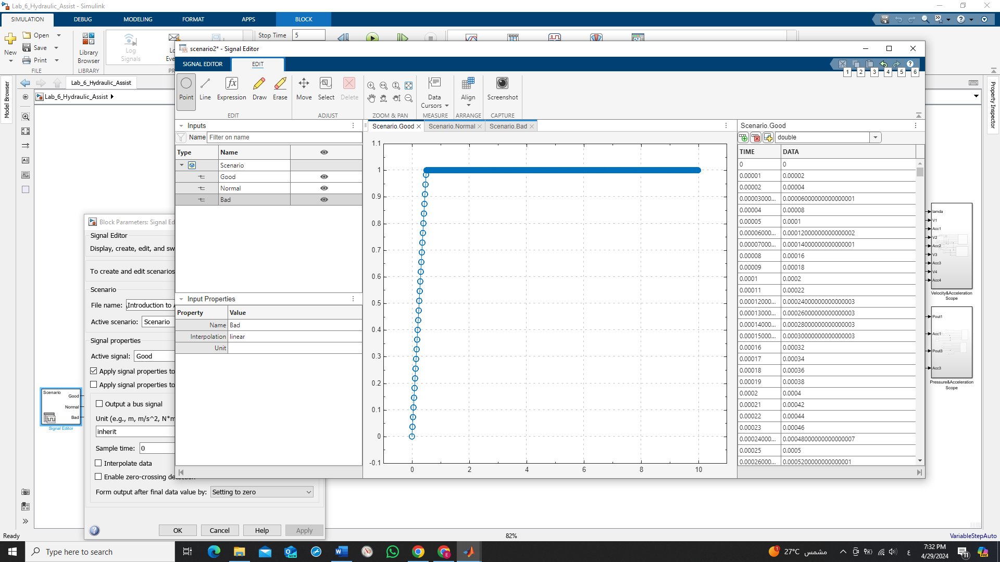 Lab_6_Hydraulic_Assist - Simulink
SIMULATION DEBUG MODELING FORMAT APPS BLOCK
New
Open
Save
Print
FILE
Library Browser
LIBRARY
Log Signals
Stop Time 5
scenario2* - Signal Editor
SIGNAL EDITOR EDIT
1 2 3 4 5 6
Point Line Expression Draw Erase
EDIT
Move Select Delete
ADJUST
ZOOM & PAN
Data Cursors
MEASURE
Align
ARRANGE
Screenshot
CAPTURE
Model Browser
Lab_6_Hydraulic_Assist
Lab_6_Hydraulic_Assist
Property Inspector
Inputs
Name Filter on name
Type Name
Scenario
Good
Normal
Bad
Input Properties
Property Value
Name Bad
Interpolation linear
Unit
Scenario.Good Scenario.Normal Scenario.Bad
1.1
1
0.9
0.8
0.7
0.6
0.5
0.4
0.3
0.2
0.1
0
-0.1
0 2 4 6 8 10
Scenario.Good
double
TIME DATA
0 0
0.00001 0.00002
0.00002 0.00004
0.00003000... 0.00006000000000000001
0.00004 0.00008
0.00005 0.0001
0.00006000... 0.00012000000000000002
0.00007000... 0.00014000000000000001
0.00008 0.00016
0.00009 0.00018
0.0001 0.0002
0.00011 0.00022
0.00012000... 0.00024000000000000003
0.00013000... 0.00026000000000000003
0.00014000... 0.00028000000000000003
0.00015000... 0.00030000000000000003
0.00016 0.00032
0.00017 0.00034
0.00018 0.00036
0.00019 0.00038
0.0002 0.0004
0.00021 0.00042
0.00022 0.00044
0.00023 0.00046
0.00024000... 0.00048000000000000007
0.00025 0.0005
0.00026000... 0.0005200000000000001
Block Parameters: Signal Ed
Signal Editor
Display, create, edit, and sw
To create and edit scenarios
Scenario
File name: \Introduction to A
Active scenario: Scenario
Signal properties
Active signal: Good
Apply signal properties to
Apply signal properties to
Output a bus signal
Unit (e.g., m, m/s^2, N*m
inherit
Sample time: 0
Interpolate data
Enable zero-crossing detection
Form output after final data value by: Setting to zero
OK Cancel Help Apply
Scenario
Good
Normal
Bad
Signal Editor
lamda
V1
Acc1
V2
Acc2
V3
Acc3
V4
Acc4
Velocity&Acceleration
Scope
Pout1
Acc1
Pout3
Acc3
Pressure&Acceleration
Scope
Ready 82% VariableStepAuto
Type here to search
27°C مشمس
ع
7:32 PM
4/29/2024